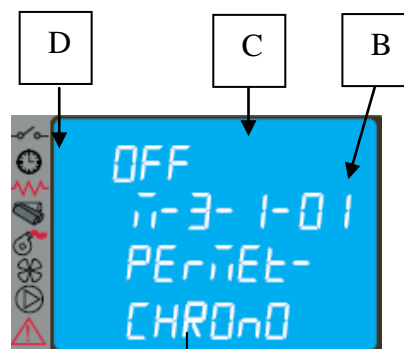 D C B
OFF
M-3-1-01
PErMEt-
CHROnO